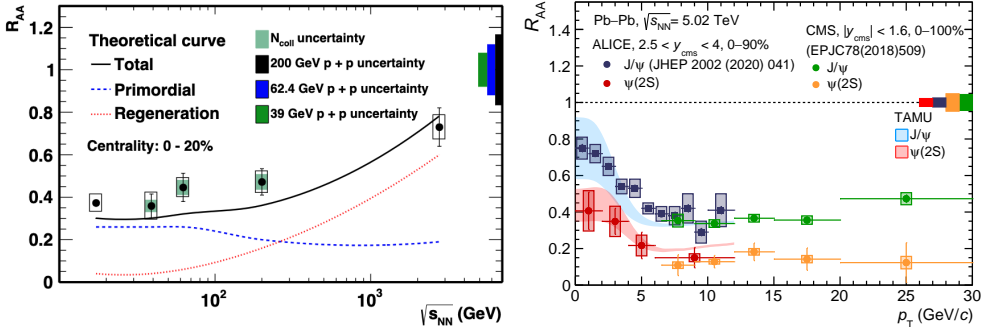 R_AA
1.2
1
0.8
0.6
0.4
0.2
0
10²
10³
√s_NN (GeV)
Theoretical curve
Total
Primordial
Regeneration
Centrality: 0 - 20%
N_coll uncertainty
200 GeV p + p uncertainty
62.4 GeV p + p uncertainty
39 GeV p + p uncertainty
R_AA
1.6
1.4
1.2
1
0.8
0.6
0.4
0.2
0
0 5 10 15 20 25 30
p_T (GeV/c)
Pb–Pb, √s_NN = 5.02 TeV
ALICE, 2.5 < y_cms < 4, 0–90%
J/ψ (JHEP 2002 (2020) 041)
ψ(2S)
CMS, |y_cms| < 1.6, 0–100%
(EPJC78(2018)509)
J/ψ
ψ(2S)
TAMU
J/ψ
ψ(2S)